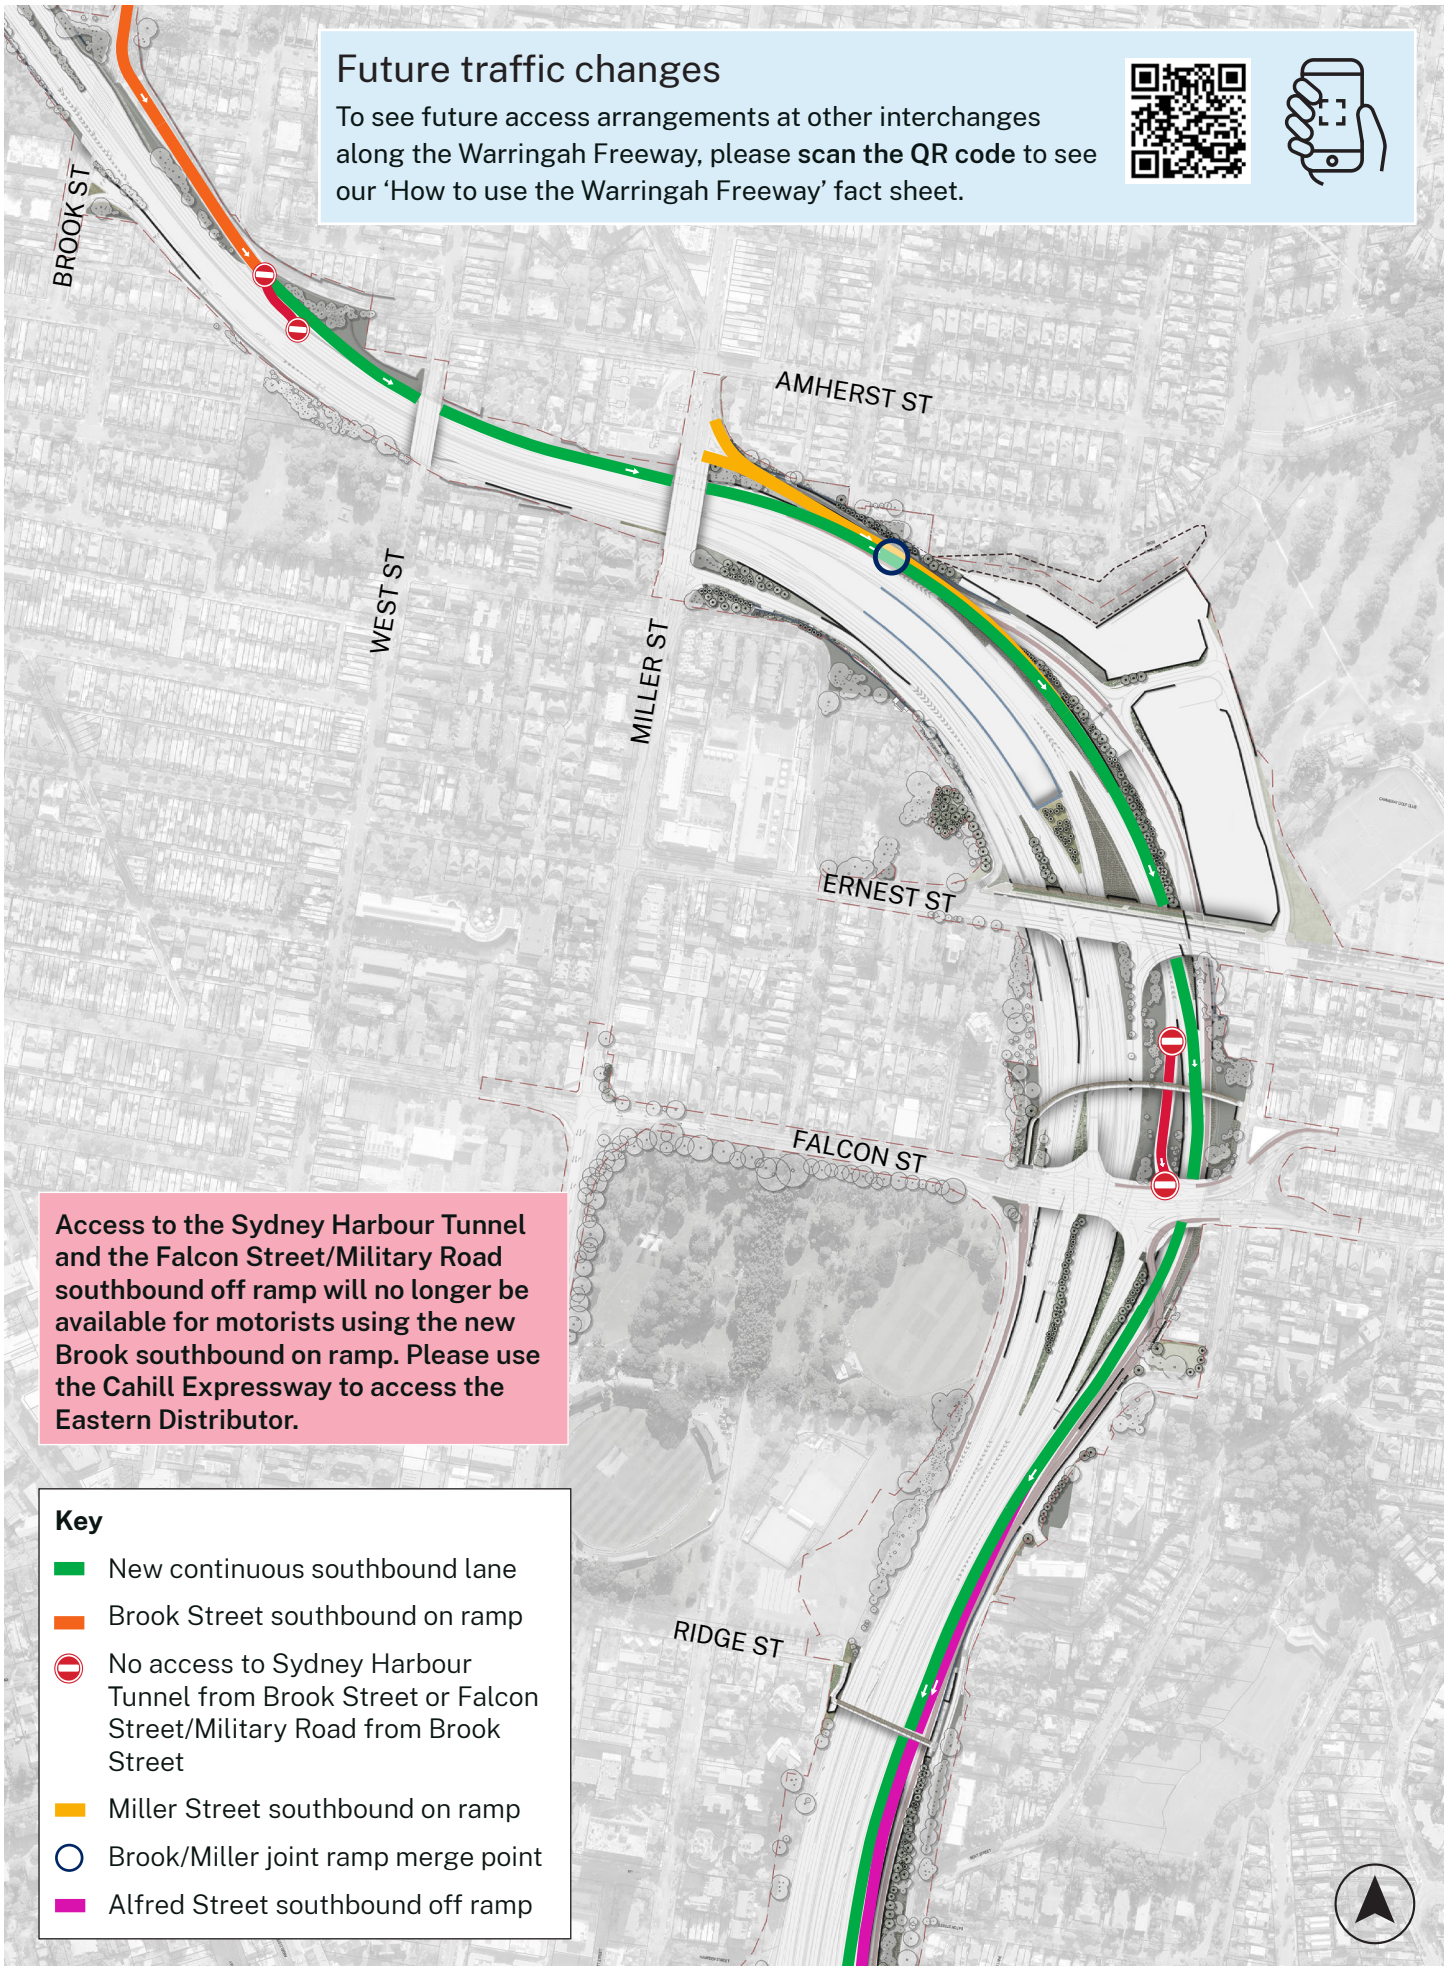 Future traffic changes
To see future access arrangements at other interchanges
along the Warringah Freeway, please scan the QR code to see
our ‘How to use the Warringah Freeway’ fact sheet.
BROOK ST
AMHERST ST
WEST ST
MILLER ST
ERNEST ST
FALCON ST
Access to the Sydney Harbour Tunnel
and the Falcon Street/Military Road
southbound off ramp will no longer be
available for motorists using the new
Brook southbound on ramp. Please use
the Cahill Expressway to access the
Eastern Distributor.
RIDGE ST
Key
New continuous southbound lane
Brook Street southbound on ramp
No access to Sydney Harbour
Tunnel from Brook Street or Falcon
Street/Military Road from Brook
Street
Miller Street southbound on ramp
Brook/Miller joint ramp merge point
Alfred Street southbound off ramp